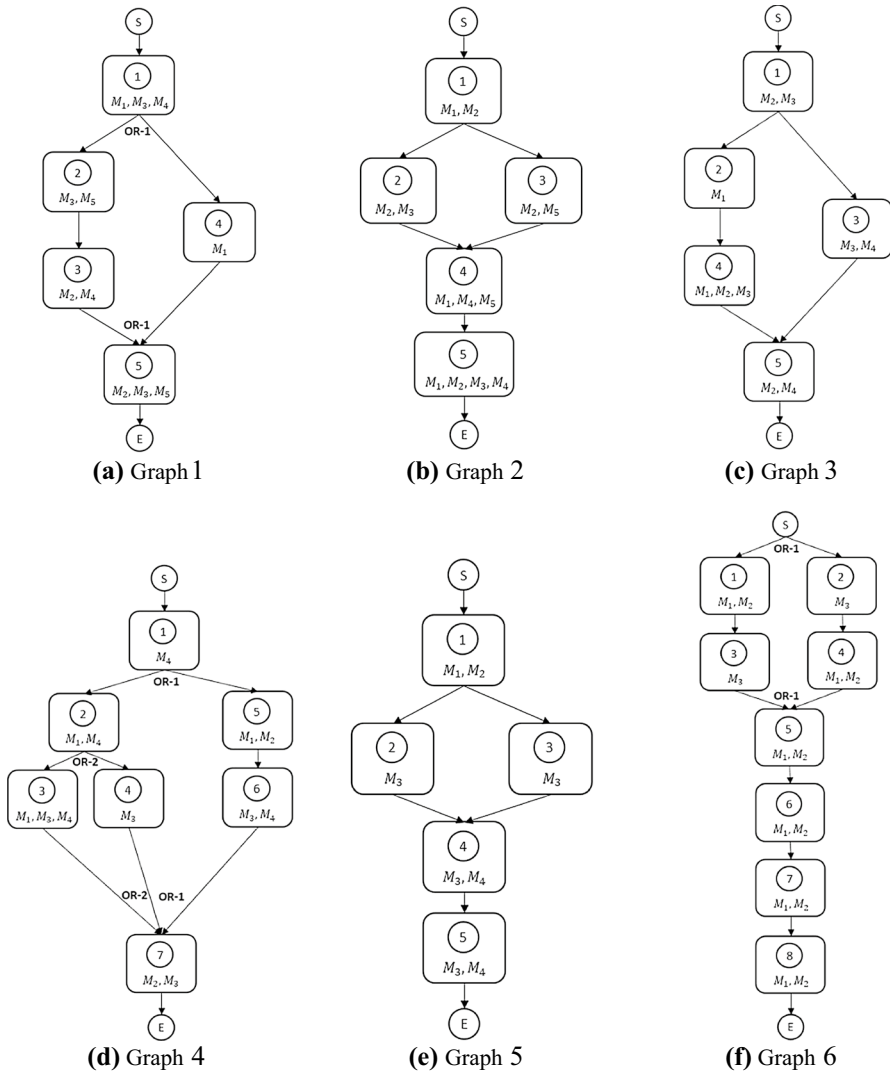 S
1
M₁, M₃, M₄
OR-1
2
M₃, M₅
4
M₁
3
M₂, M₄
OR-1
5
M₂, M₃, M₅
E
(a) Graph 1
S
1
M₁, M₂
2
M₂, M₃
3
M₂, M₅
4
M₁, M₄, M₅
5
M₁, M₂, M₃, M₄
E
(b) Graph 2
S
1
M₂, M₃
2
M₁
3
M₃, M₄
4
M₁, M₂, M₃
5
M₂, M₄
E
(c) Graph 3
S
1
M₄
OR-1
2
M₁, M₄
5
M₁, M₂
OR-2
3
M₁, M₃, M₄
4
M₃
6
M₃, M₄
OR-2
OR-1
7
M₂, M₃
E
(d) Graph 4
S
1
M₁, M₂
2
M₃
3
M₃
4
M₃, M₄
5
M₃, M₄
E
(e) Graph 5
S
OR-1
1
M₁, M₂
2
M₃
3
M₃
4
M₁, M₂
OR-1
5
M₁, M₂
6
M₁, M₂
7
M₁, M₂
8
M₁, M₂
E
(f) Graph 6